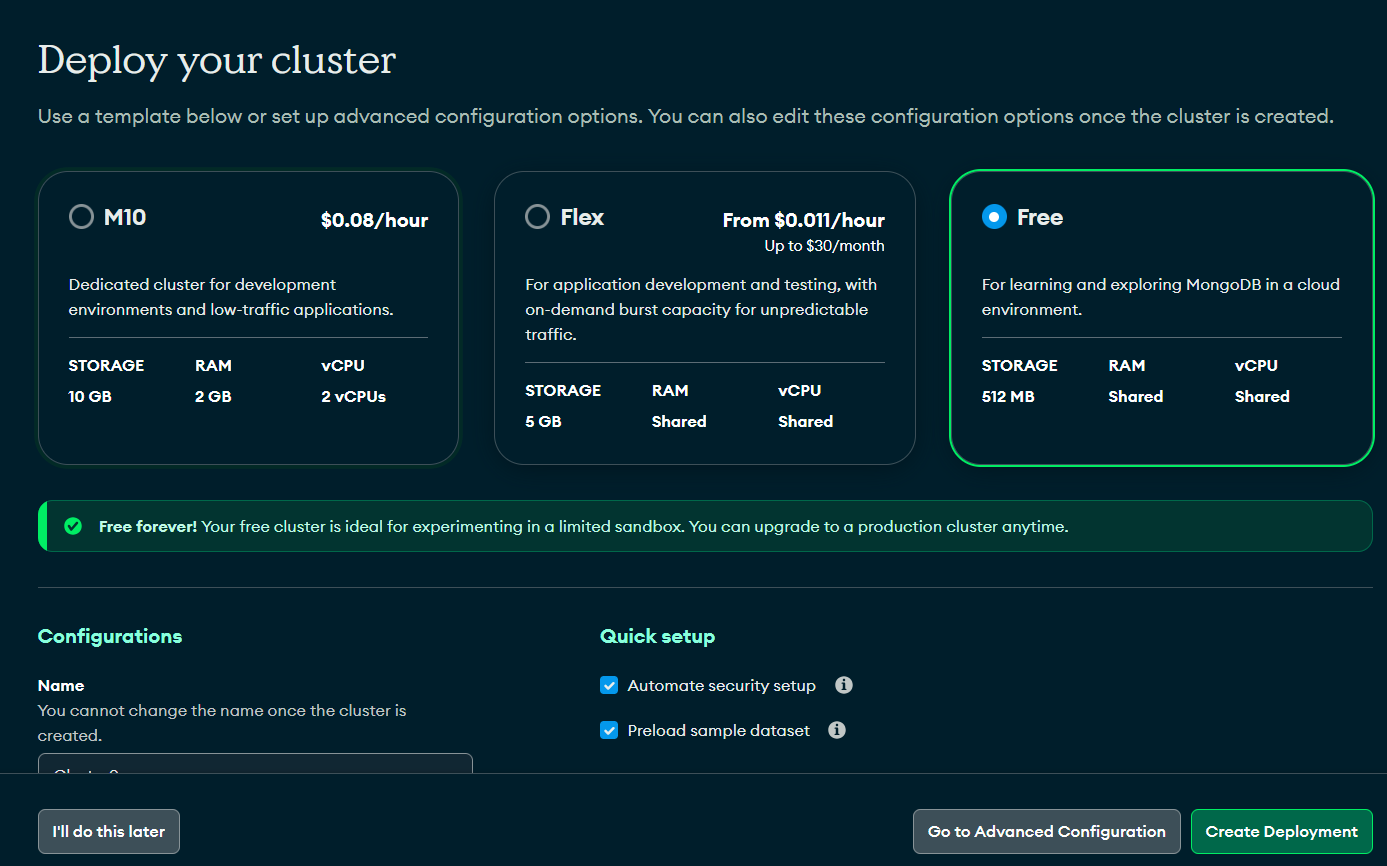 Deploy your cluster
Use a template below or set up advanced configuration options. You can also edit these configuration options once the cluster is created.
M10
$0.08/hour
Dedicated cluster for development
environments and low-traffic applications.
STORAGE RAM vCPU
10 GB 2 GB 2 vCPUs
Flex
From $0.011/hour
Up to $30/month
For application development and testing, with
on-demand burst capacity for unpredictable
traffic.
STORAGE RAM vCPU
5 GB Shared Shared
Free
For learning and exploring MongoDB in a cloud
environment.
STORAGE RAM vCPU
512 MB Shared Shared
Free forever! Your free cluster is ideal for experimenting in a limited sandbox. You can upgrade to a production cluster anytime.
Configurations
Name
You cannot change the name once the cluster is
created.
Quick setup
Automate security setup
Preload sample dataset
I'll do this later
Go to Advanced Configuration
Create Deployment